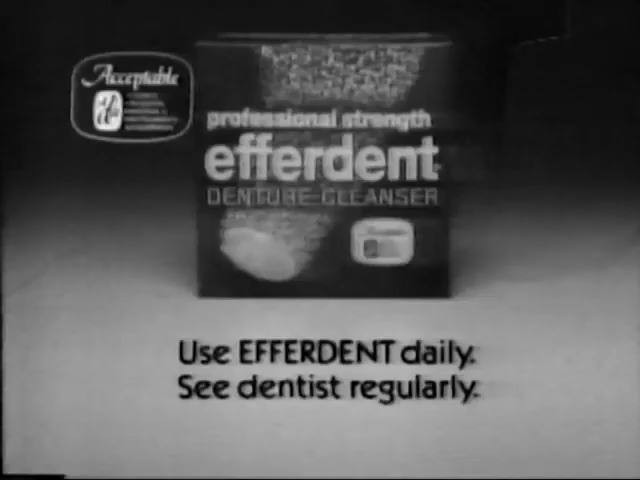 Acceptable
professional strength
efferdent
DENTURE CLEANSER
Use EFFERDENT daily.
See dentist regularly.